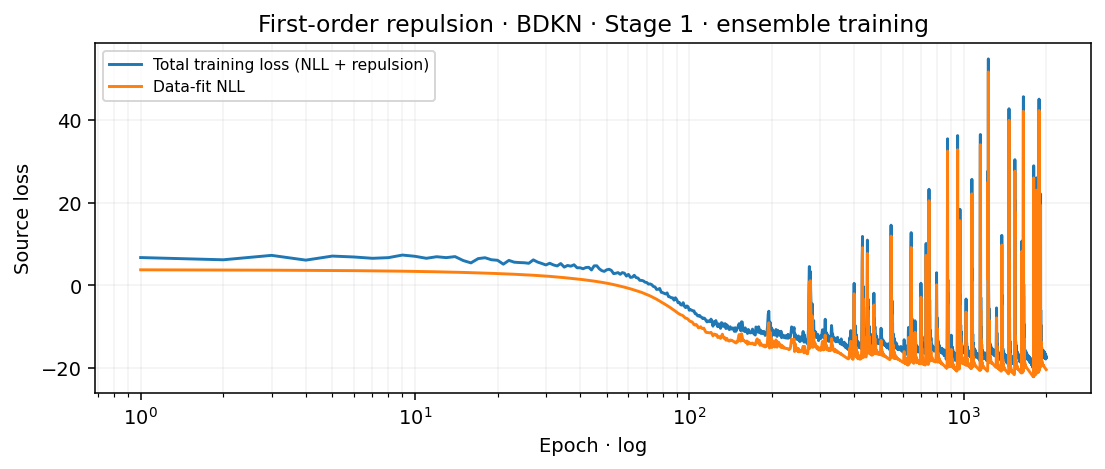 First-order repulsion · BDKN · Stage 1 · ensemble training
Total training loss (NLL + repulsion)
Data-fit NLL
Source loss
40
20
0
−20
10⁰
10¹
10²
10³
Epoch · log